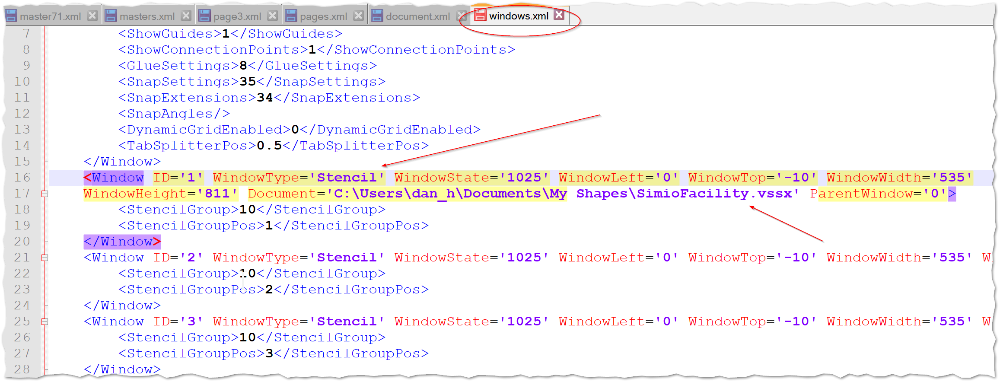 master71.xml masters.xml page3.xml pages.xml document.xml windows.xml
7 <ShowGuides>1</ShowGuides>
8 <ShowConnectionPoints>1</ShowConnectionPoints>
9 <GlueSettings>8</GlueSettings>
10 <SnapSettings>35</SnapSettings>
11 <SnapExtensions>34</SnapExtensions>
12 <SnapAngles/>
13 <DynamicGridEnabled>0</DynamicGridEnabled>
14 <TabSplitterPos>0.5</TabSplitterPos>
15 </Window>
16 <Window ID='1' WindowType='Stencil' WindowState='1025' WindowLeft='0' WindowTop='-10' WindowWidth='535'
17 WindowHeight='811' Document='C:\Users\dan_h\Documents\My Shapes\SimioFacility.vssx' ParentWindow='0'>
18 <StencilGroup>10</StencilGroup>
19 <StencilGroupPos>1</StencilGroupPos>
20 </Window>
21 <Window ID='2' WindowType='Stencil' WindowState='1025' WindowLeft='0' WindowTop='-10' WindowWidth='535' W
22 <StencilGroup>10</StencilGroup>
23 <StencilGroupPos>2</StencilGroupPos>
24 </Window>
25 <Window ID='3' WindowType='Stencil' WindowState='1025' WindowLeft='0' WindowTop='-10' WindowWidth='535' W
26 <StencilGroup>10</StencilGroup>
27 <StencilGroupPos>3</StencilGroupPos>
28 </Window>